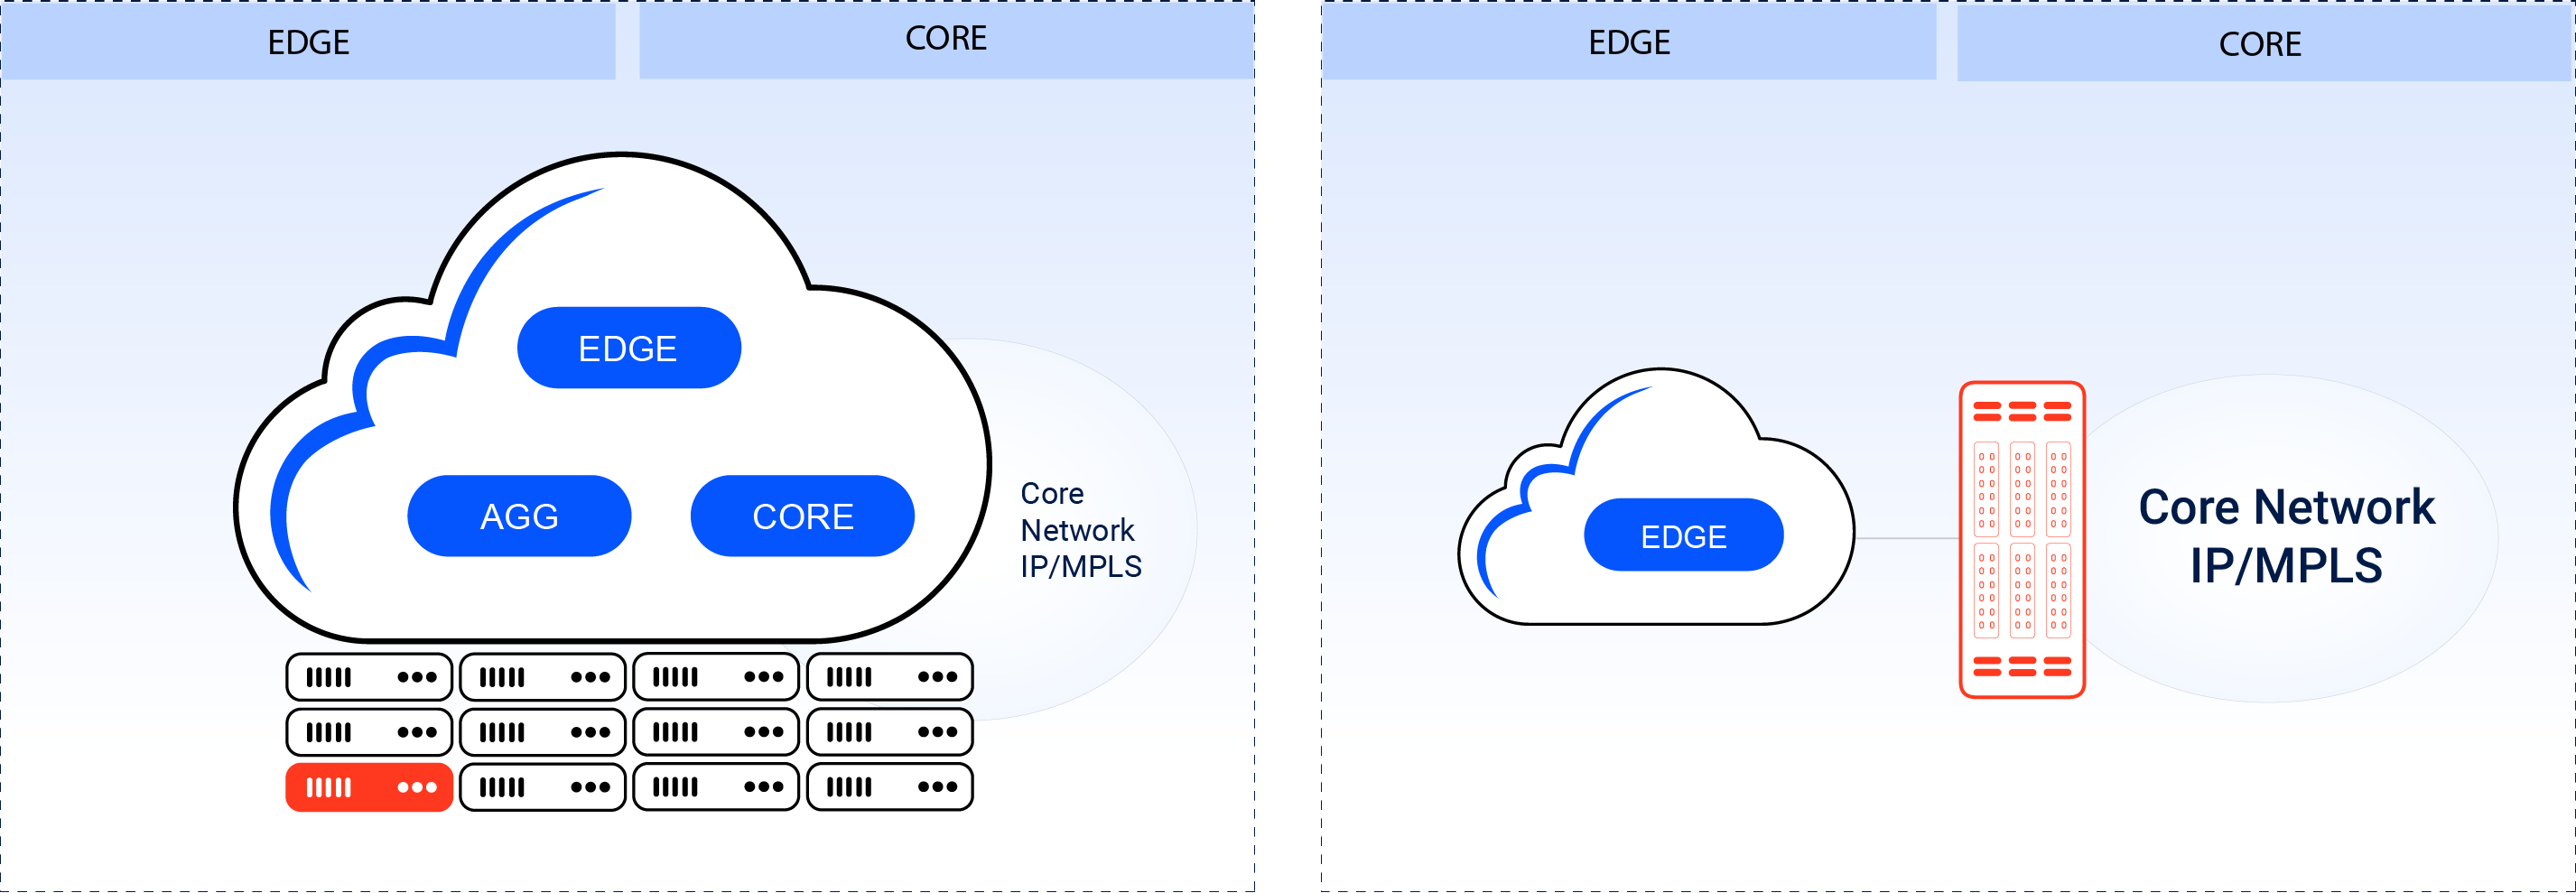 EDGE
CORE
EDGE
AGG
CORE
Core
Network
IP/MPLS
EDGE
CORE
EDGE
Core Network
IP/MPLS